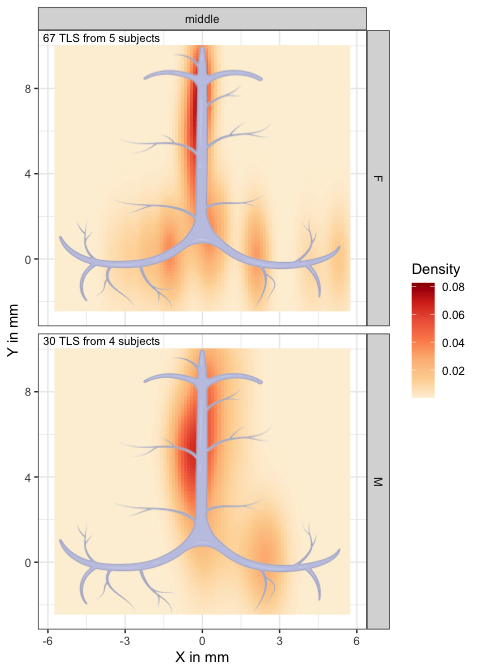 middle
67 TLS from 5 subjects
8
4
0
F
30 TLS from 4 subjects
8
4
0
M
-6 -3 0 3 6
X in mm
Y in mm
Density
0.08
0.06
0.04
0.02